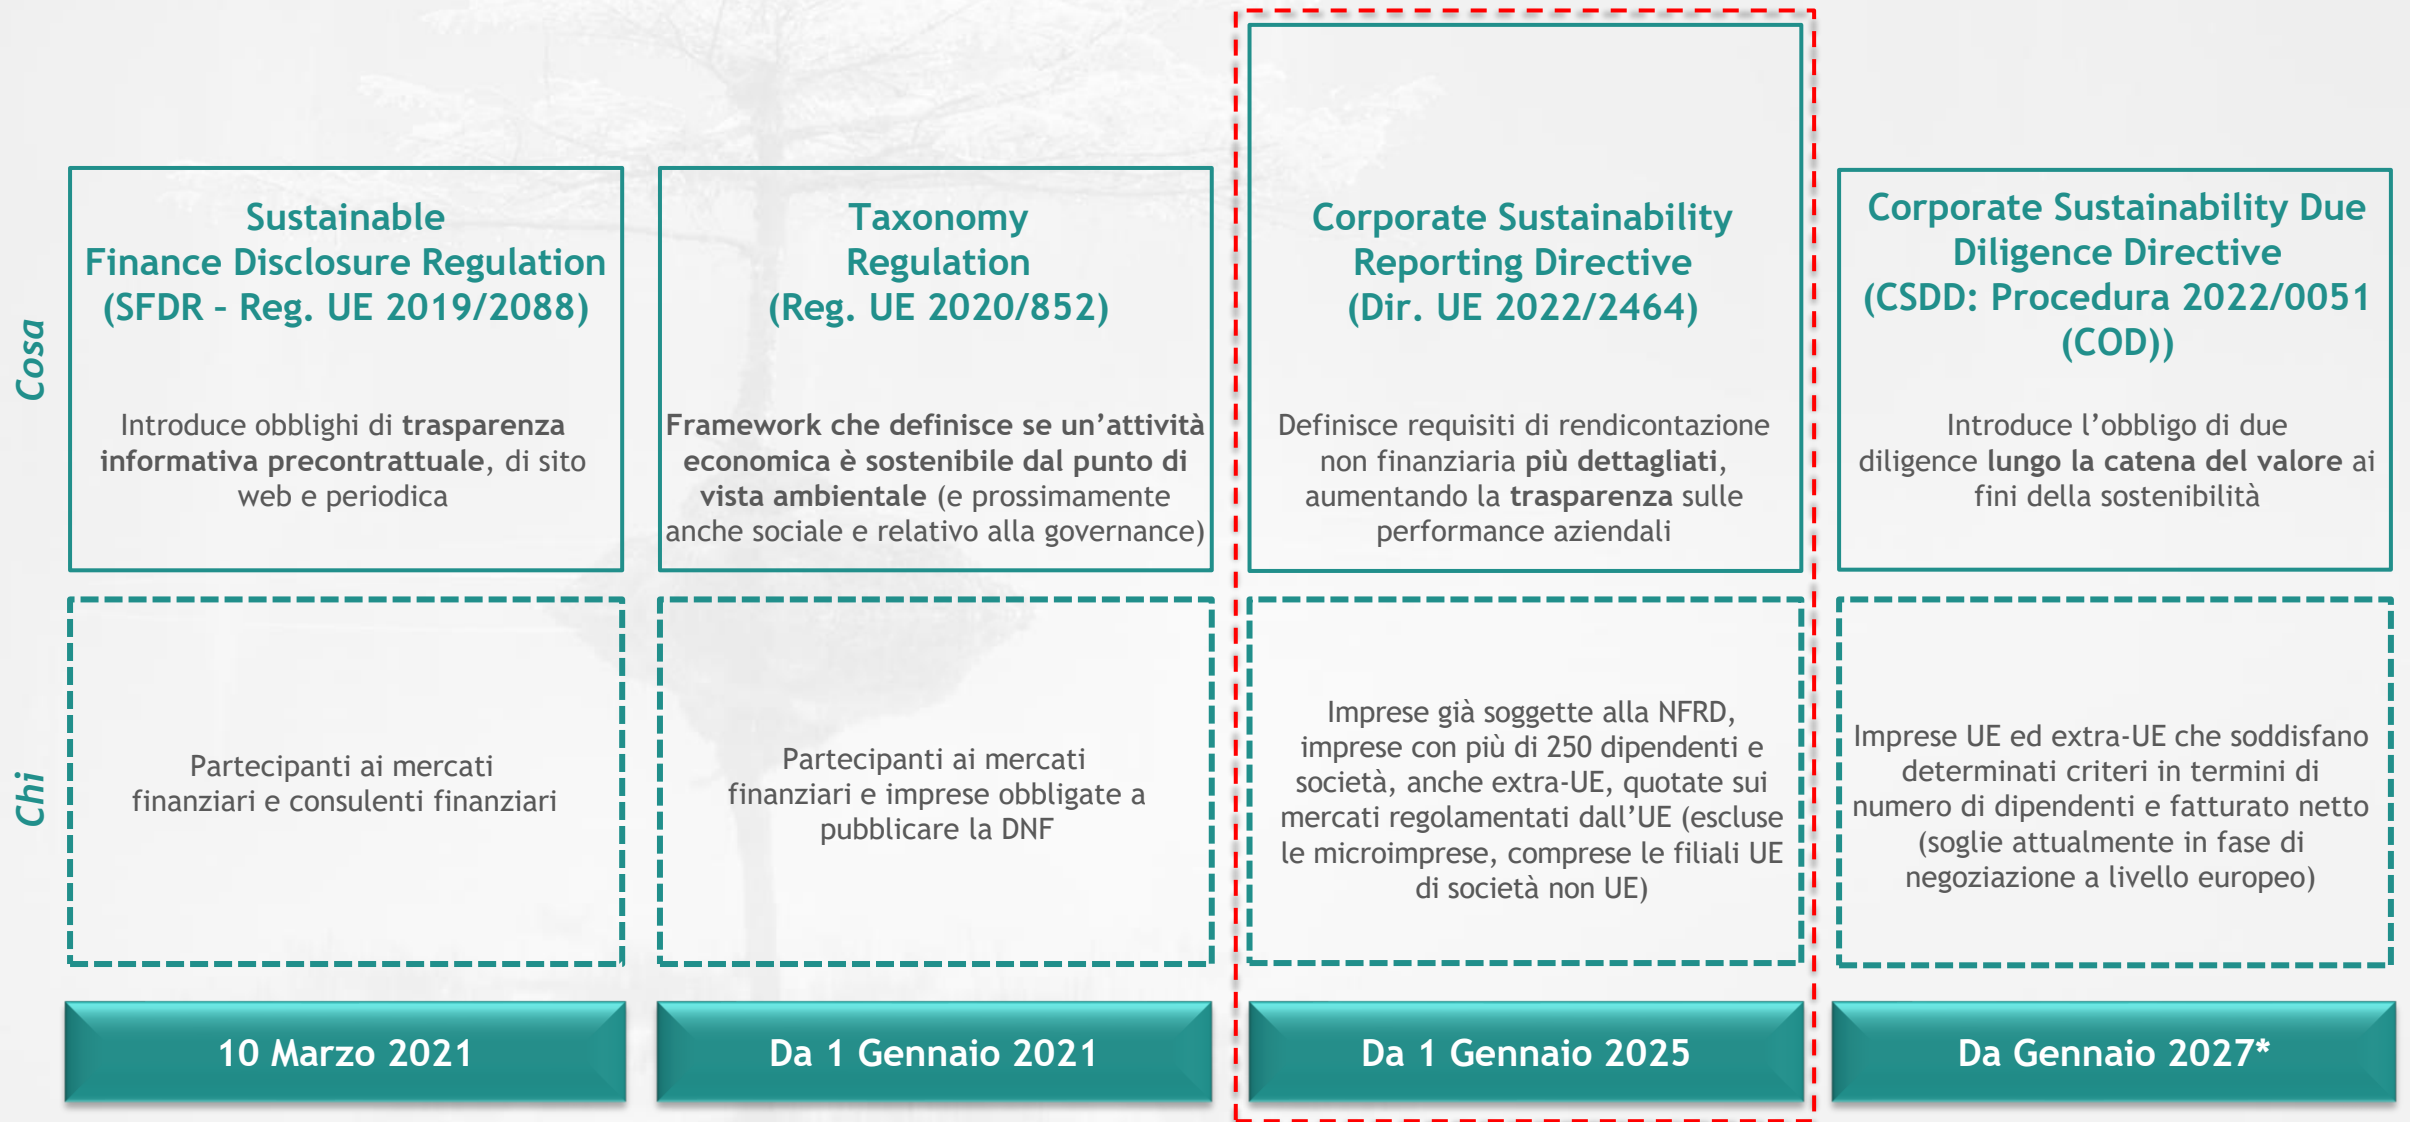 Cosa
Sustainable
Finance Disclosure Regulation
(SFDR – Reg. UE 2019/2088)
Introduce obblighi di trasparenza
informativa precontrattuale, di sito
web e periodica
Taxonomy
Regulation
(Reg. UE 2020/852)
Framework che definisce se un’attività
economica è sostenibile dal punto di
vista ambientale (e prossimamente
anche sociale e relativo alla governance)
Corporate Sustainability
Reporting Directive
(Dir. UE 2022/2464)
Definisce requisiti di rendicontazione
non finanziaria più dettagliati,
aumentando la trasparenza sulle
performance aziendali
Corporate Sustainability Due
Diligence Directive
(CSDD: Procedura 2022/0051
(COD))
Introduce l’obbligo di due
diligence lungo la catena del valore ai
fini della sostenibilità
Chi
Partecipanti ai mercati
finanziari e consulenti finanziari
Partecipanti ai mercati
finanziari e imprese obbligate a
pubblicare la DNF
Imprese già soggette alla NFRD,
imprese con più di 250 dipendenti e
società, anche extra-UE, quotate sui
mercati regolamentati dall’UE (escluse
le microimprese, comprese le filiali UE
di società non UE)
Imprese UE ed extra-UE che soddisfano
determinati criteri in termini di
numero di dipendenti e fatturato netto
(soglie attualmente in fase di
negoziazione a livello europeo)
10 Marzo 2021
Da 1 Gennaio 2021
Da 1 Gennaio 2025
Da Gennaio 2027*